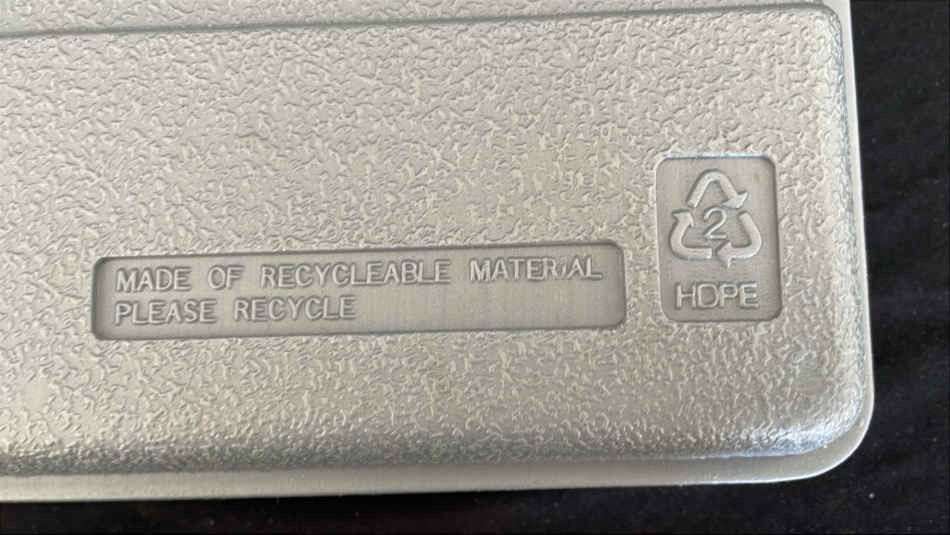 MADE OF RECYCLEABLE MATERIAL
PLEASE RECYCLE
2
HDPE